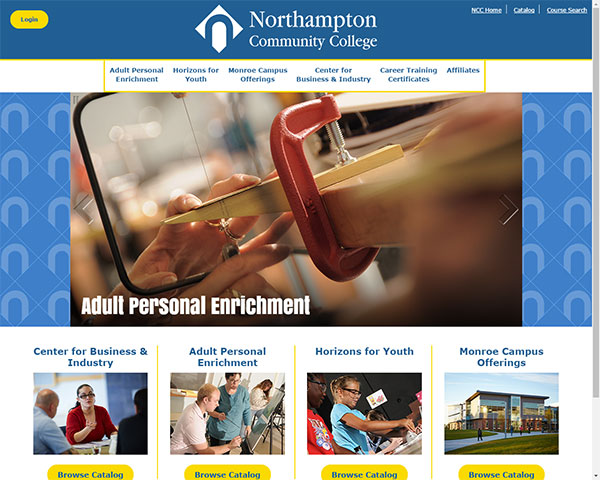 Login
Northampton
Community College
NCC Home
Catalog
Course Search
Adult Personal
Enrichment
Horizons for
Youth
Monroe Campus
Offerings
Center for
Business & Industry
Career Training
Certificates
Affiliates
Adult Personal Enrichment
Center for Business &
Industry
Adult Personal
Enrichment
Horizons for Youth
Monroe Campus
Offerings
Browse Catalog
Browse Catalog
Browse Catalog
Browse Catalog